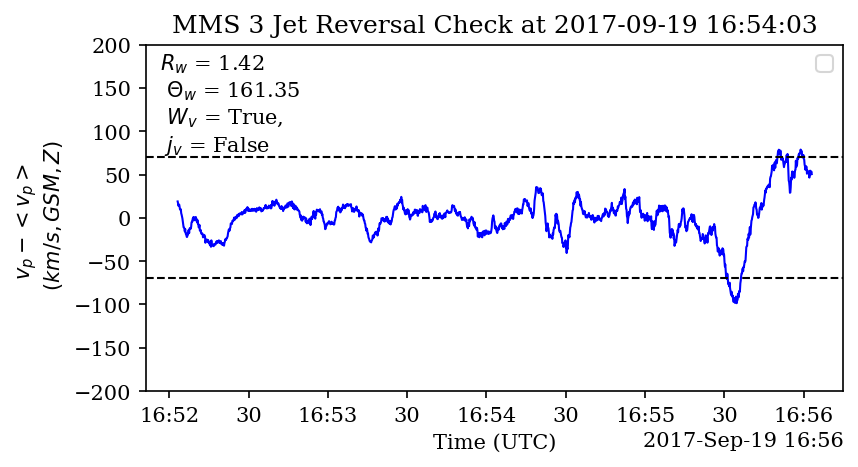 MMS 3 Jet Reversal Check at 2017-09-19 16:54:03
200
150
100
50
0
−50
−100
−150
−200
v_p − < v_p >
(km/s, GSM, Z)
R_w = 1.42
Θ_w = 161.35
W_v = True,
j_v = False
16:52 30 16:53 30 16:54 30 16:55 30 16:56
Time (UTC)
2017-Sep-19 16:56